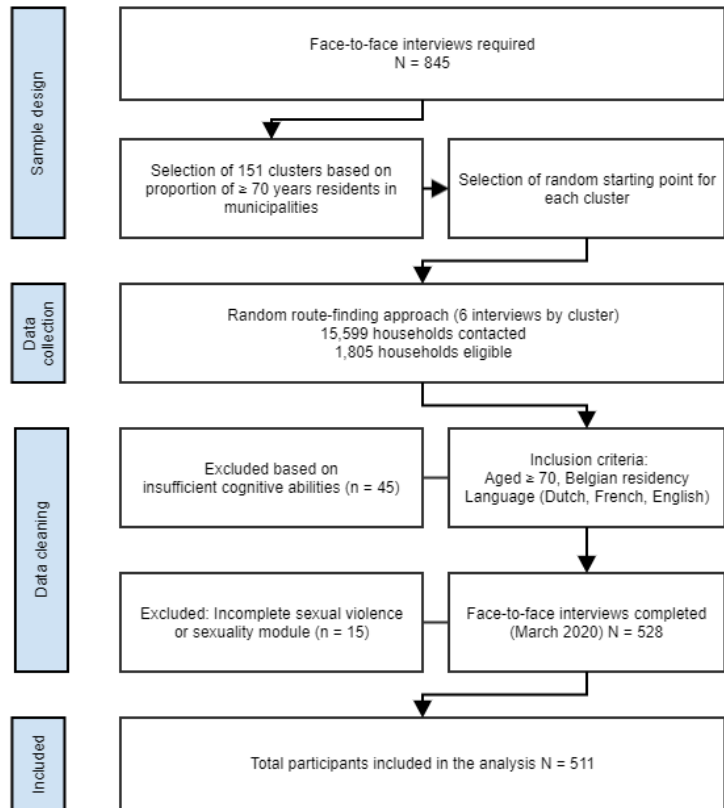 Sample design
Face-to-face interviews required
N = 845
Selection of 151 clusters based on
proportion of ≥ 70 years residents in
municipalities
Selection of random starting point for
each cluster
Data
collection
Random route-finding approach (6 interviews by cluster)
15,599 households contacted
1,805 households eligible
Data cleaning
Excluded based on
insufficient cognitive abilities (n = 45)
Inclusion criteria:
Aged ≥ 70, Belgian residency
Language (Dutch, French, English)
Excluded: Incomplete sexual violence
or sexuality module (n = 15)
Face-to-face interviews completed
(March 2020) N = 528
Included
Total participants included in the analysis N = 511